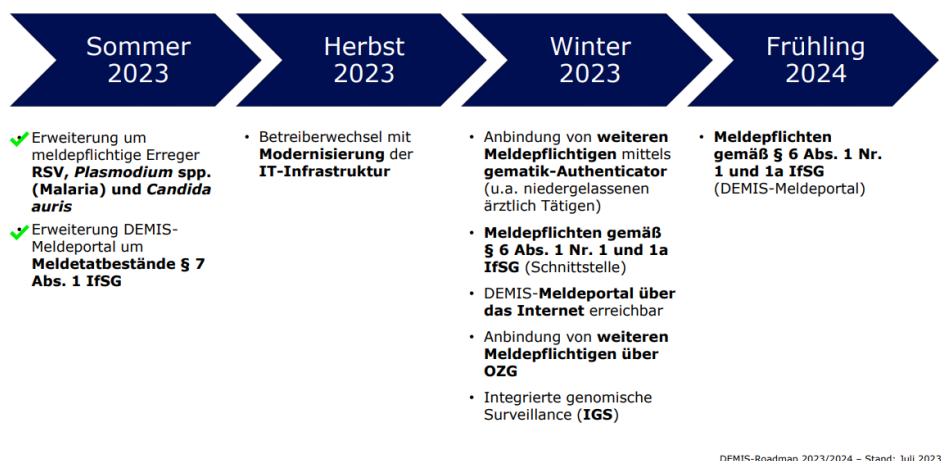 Sommer
2023
Herbst
2023
Winter
2023
Frühling
2024
• Erweiterung um
meldepflichtige Erreger
RSV, Plasmodium spp.
(Malaria) und Candida
auris
• Erweiterung DEMIS-
Meldeportal um
Meldetatbestände § 7
Abs. 1 IfSG
• Betreiberwechsel mit
Modernisierung der
IT-Infrastruktur
• Anbindung von weiteren
Meldepflichtigen mittels
gematik-Authenticator
(u.a. niedergelassenen
ärztlich Tätigen)
• Meldepflichten gemäß
§ 6 Abs. 1 Nr. 1 und 1a
IfSG (Schnittstelle)
• DEMIS-Meldeportal über
das Internet erreichbar
• Anbindung von weiteren
Meldepflichtigen über
OZG
• Integrierte genomische
Surveillance (IGS)
• Meldepflichten
gemäß § 6 Abs. 1 Nr.
1 und 1a IfSG
(DEMIS-Meldeportal)
DEMIS-Roadmap 2023/2024 – Stand: Juli 2023